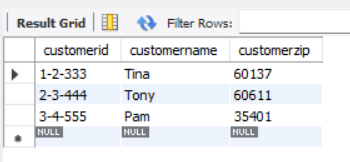 Result Grid Filter Rows:
customerid customername customerzip
1-2-333 Tina 60137
2-3-444 Tony 60611
3-4-555 Pam 35401
NULL NULL NULL